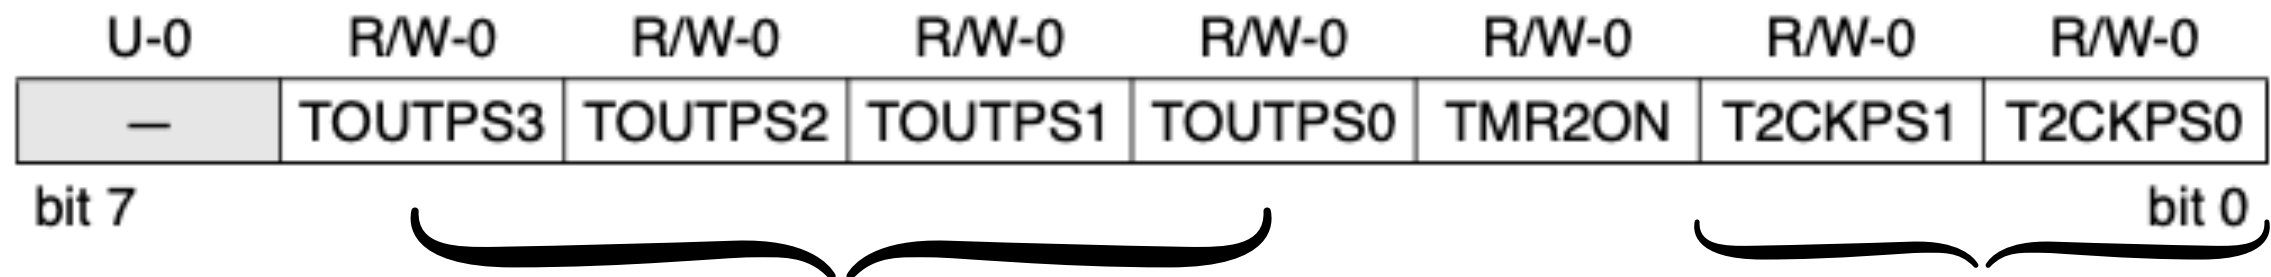 U-0 R/W-0 R/W-0 R/W-0 R/W-0 R/W-0 R/W-0 R/W-0
— TOUTPS3 TOUTPS2 TOUTPS1 TOUTPS0 TMR2ON T2CKPS1 T2CKPS0
bit 7 bit 0